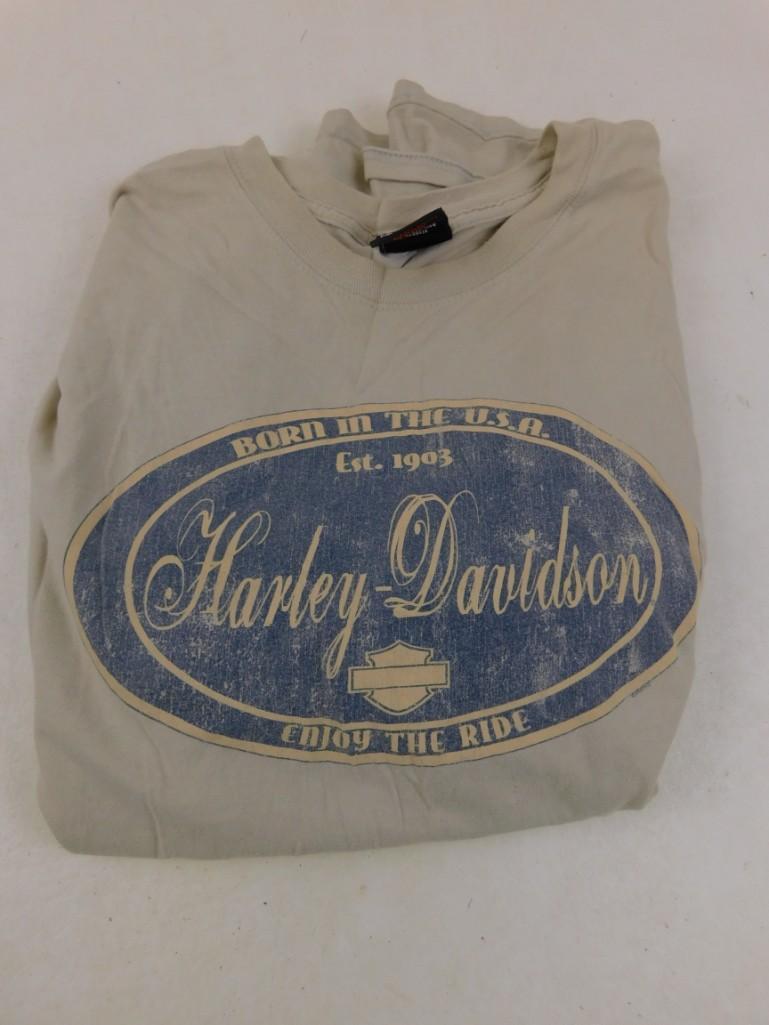 BORN IN THE U.S.A.
Est. 1903
Harley-Davidson
ENJOY THE RIDE